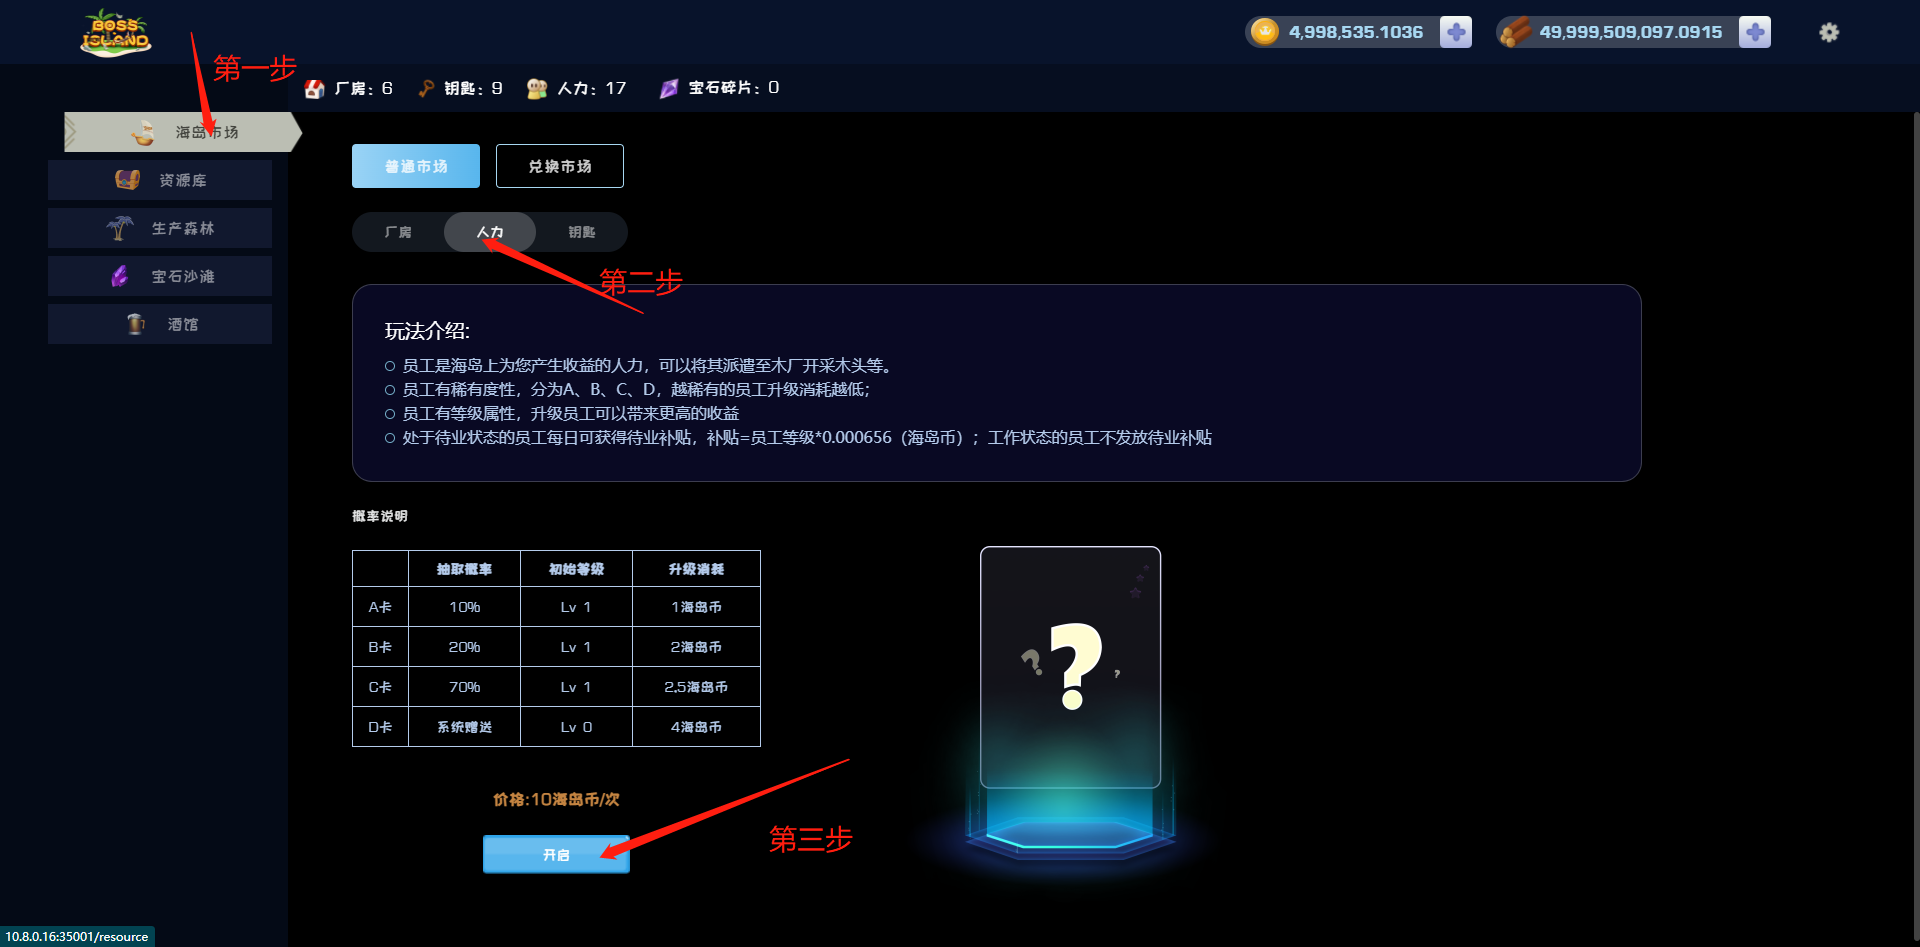 BOSS ISLAND
4,998,535.1036
49,999,509,097.0915
第一步
厂房: 6
钥匙: 9
人力: 17
宝石碎片: 0
海岛市场
资源库
生产森林
宝石沙滩
酒馆
普通市场
兑换市场
厂房
人力
钥匙
第二步
玩法介绍:
员工是海岛上为您产生收益的人力，可以将其派遣至木厂开采木头等。
员工有稀有度性，分为A、B、C、D，越稀有的员工升级消耗越低；
员工有等级属性，升级员工可以带来更高的收益
处于待业状态的员工每日可获得待业补贴，补贴=员工等级*0.000656（海岛币）；工作状态的员工不发放待业补贴
概率说明
抽取概率 初始等级 升级消耗
A卡 10% Lv 1 1海岛币
B卡 20% Lv 1 2海岛币
C卡 70% Lv 1 2.5海岛币
D卡 系统赠送 Lv 0 4海岛币
? ? ?
价格:10海岛币/次
第三步
开启
10.8.0.16:35001/resource